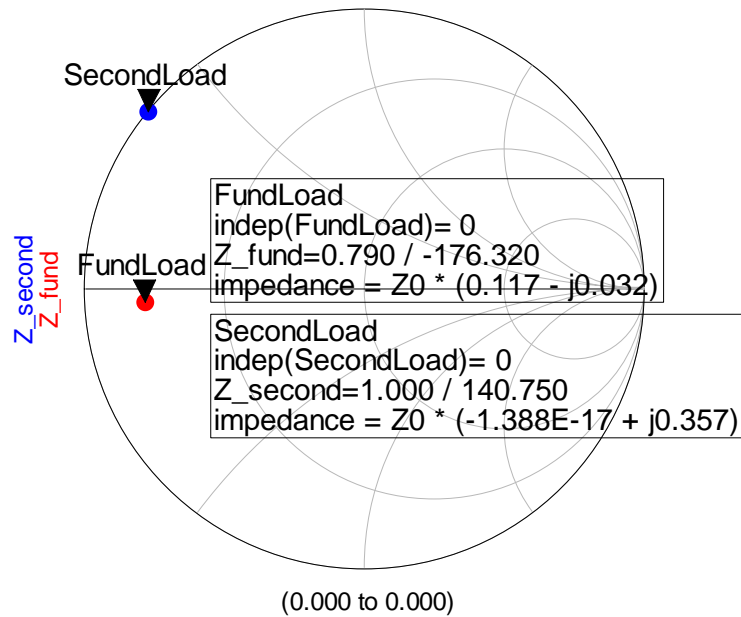 SecondLoad
FundLoad
indep(FundLoad)= 0
Z_fund=0.790 / -176.320
impedance = Z0 * (0.117 - j0.032)
FundLoad
Z_second
Z_fund
SecondLoad
indep(SecondLoad)= 0
Z_second=1.000 / 140.750
impedance = Z0 * (-1.388E-17 + j0.357)
(0.000 to 0.000)